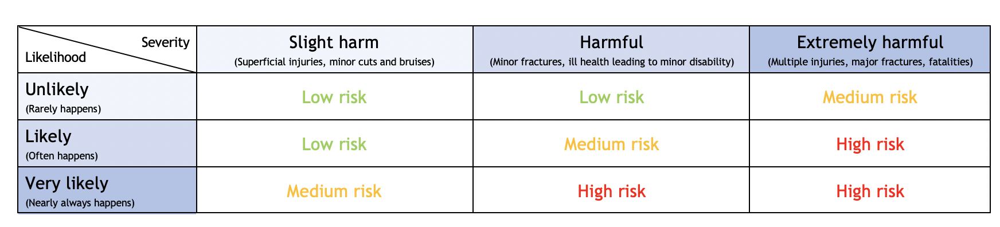 Severity
Likelihood
Slight harm
(Superficial injuries, minor cuts and bruises)
Harmful
(Minor fractures, ill health leading to minor disability)
Extremely harmful
(Multiple injuries, major fractures, fatalities)
Unlikely
(Rarely happens)
Low risk
Low risk
Medium risk
Likely
(Often happens)
Low risk
Medium risk
High risk
Very likely
(Nearly always happens)
Medium risk
High risk
High risk